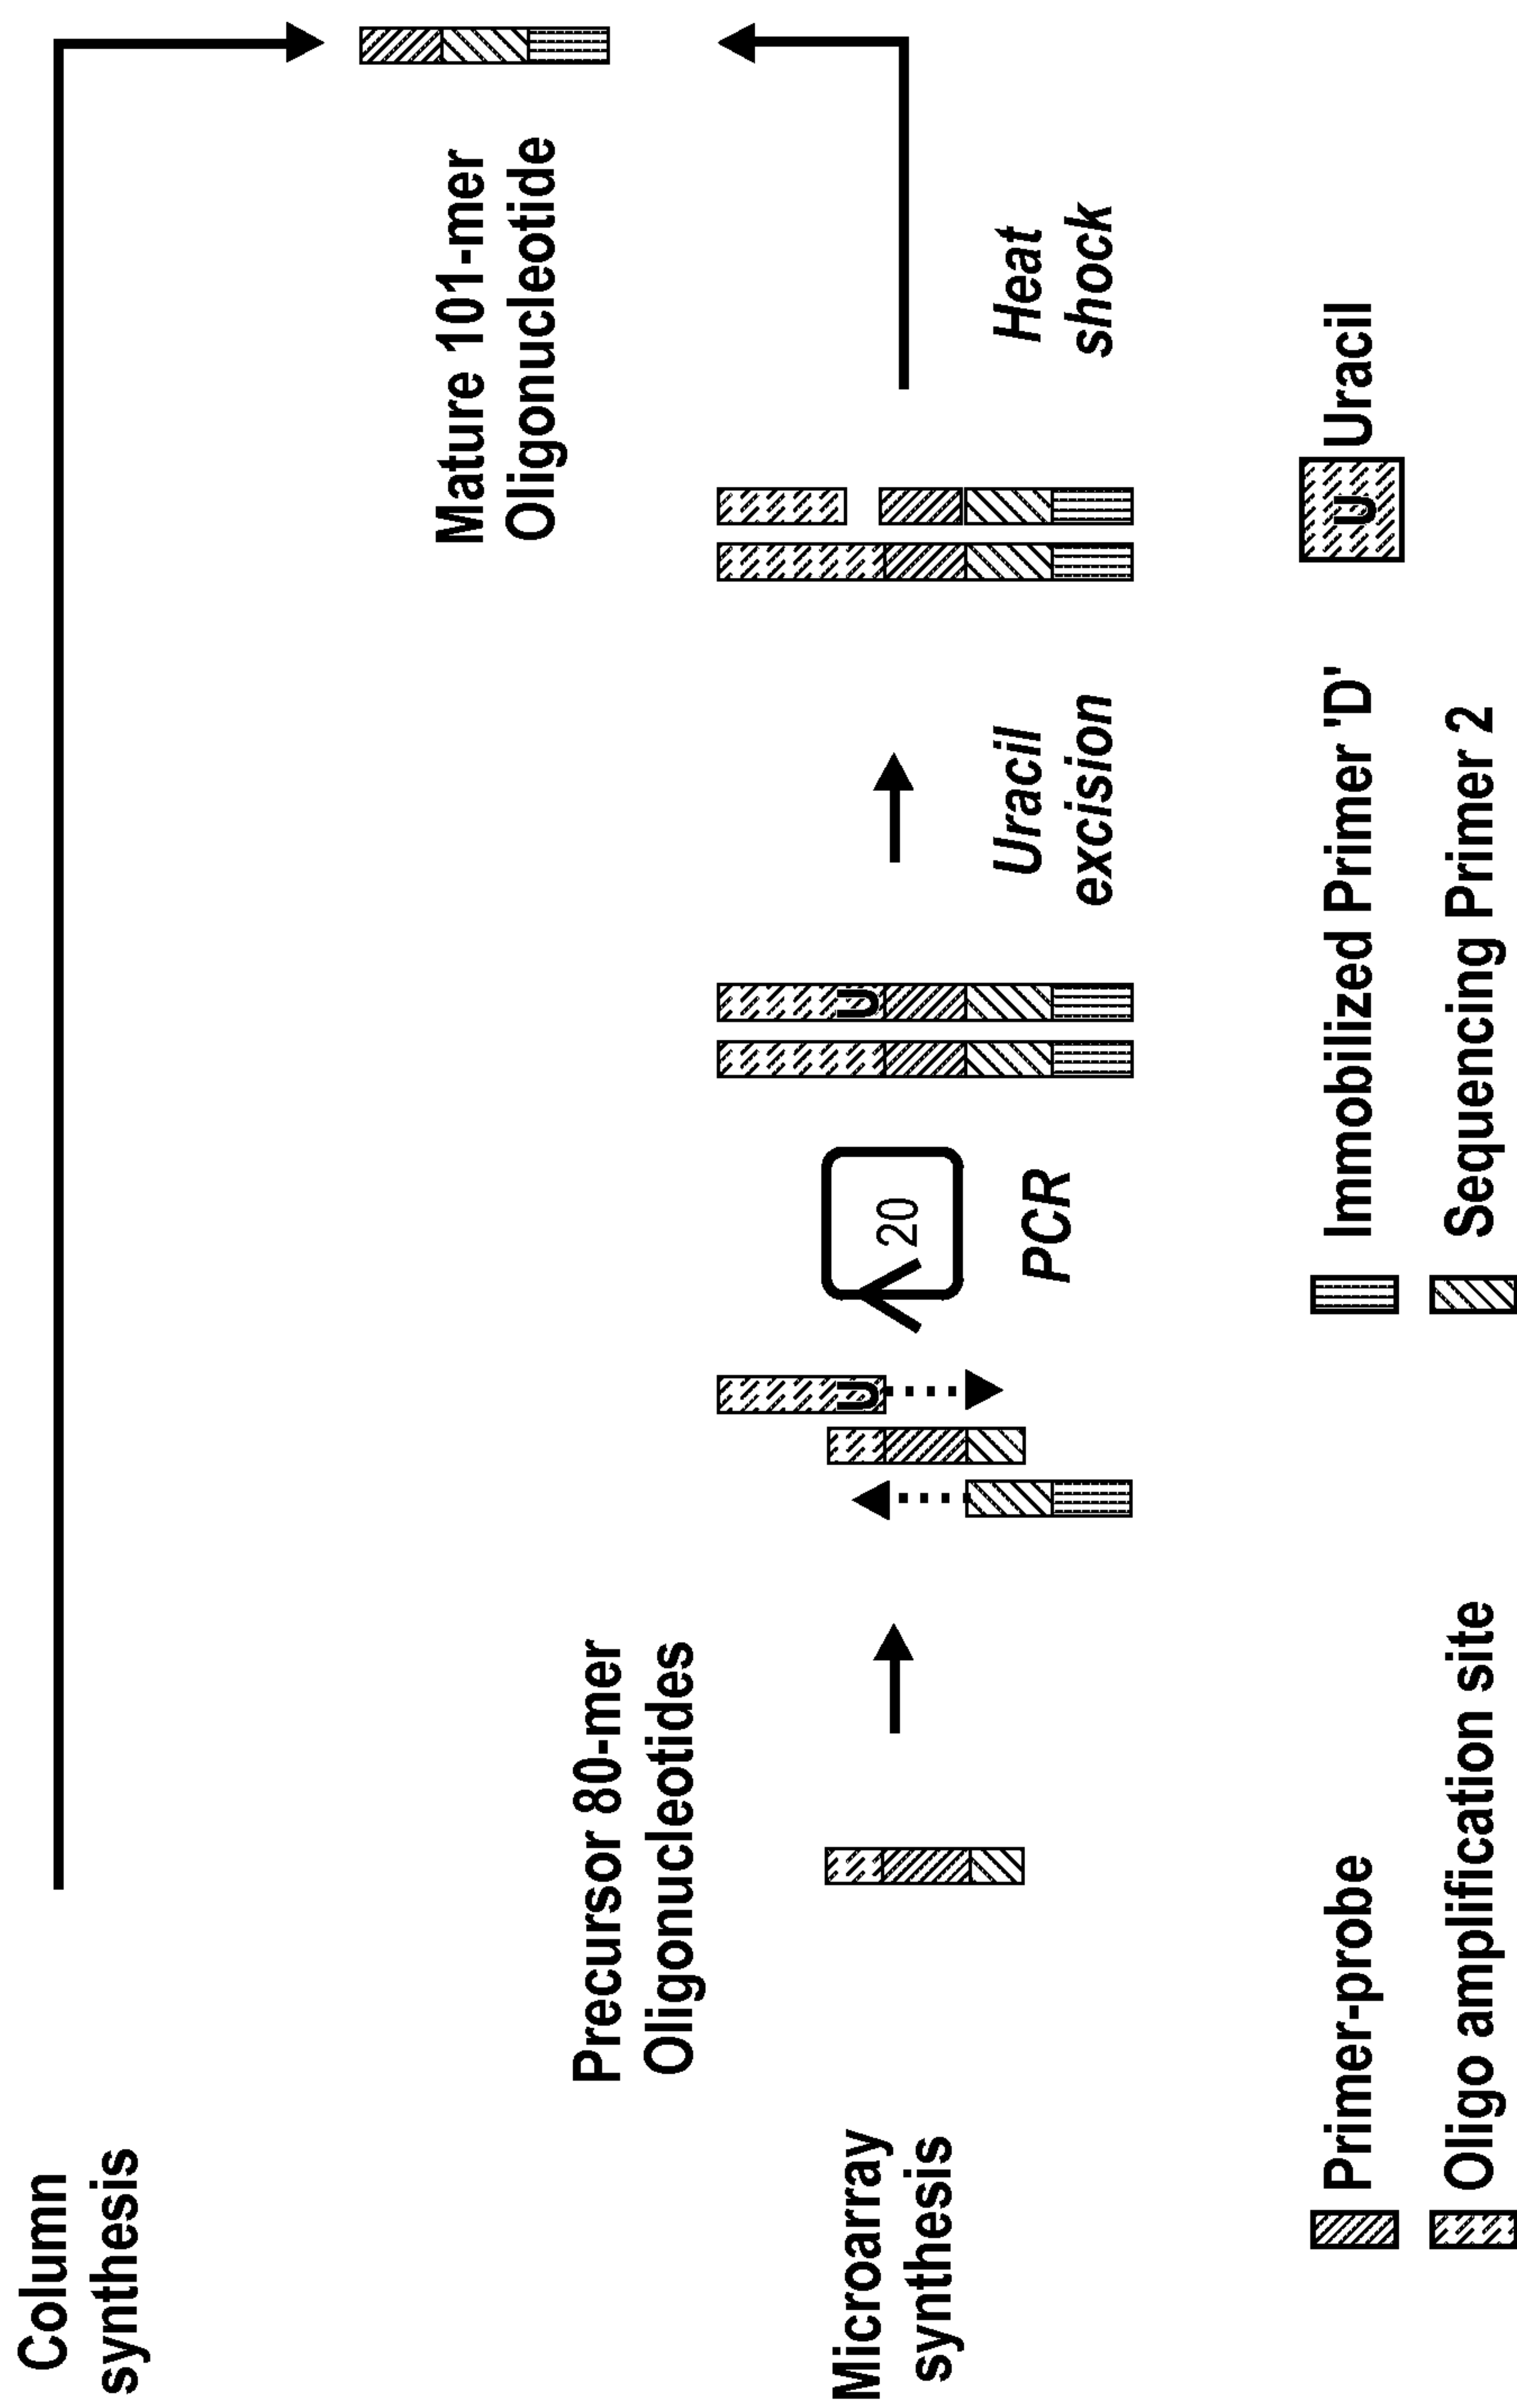 Column
synthesis
Mature 101-mer
Oligonucleotide
Precursor 80-mer
Oligonucleotides
Microarray
synthesis
U
20
U
PCR
Uracil
excision
Heat
shock
Primer-probe
Immobilized Primer 'D'
U Uracil
Oligo amplification site
Sequencing Primer 2